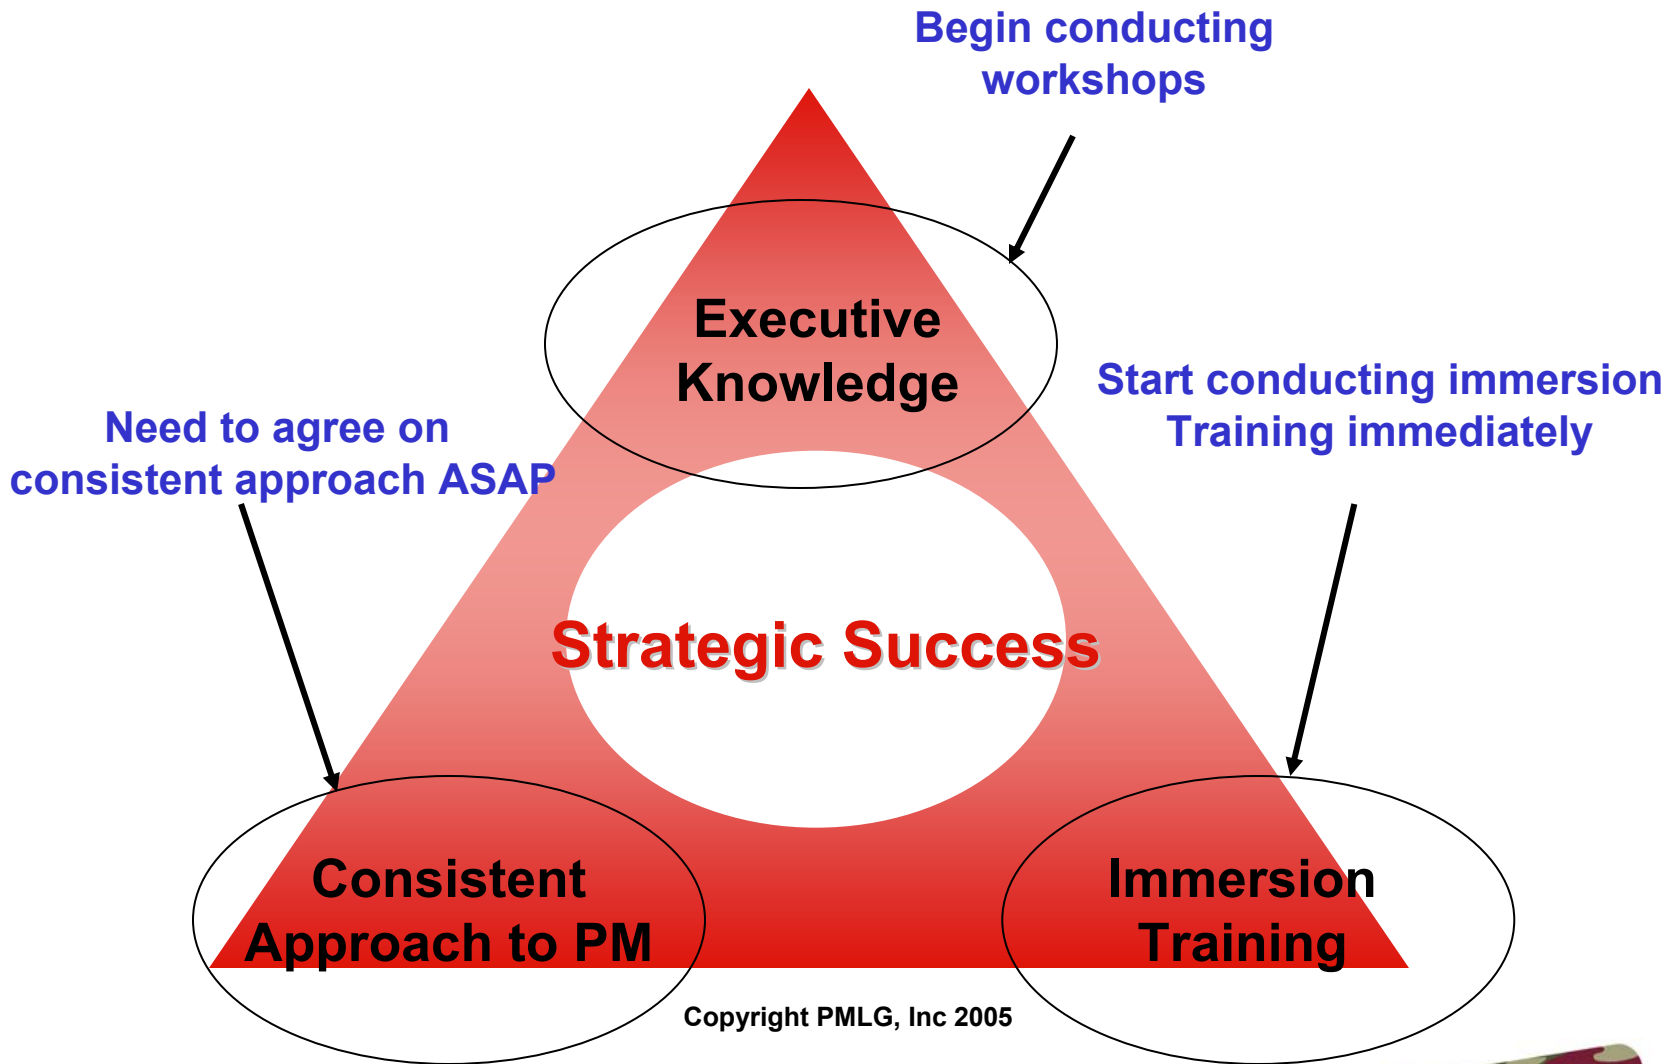 Begin conducting
workshops
Executive
Knowledge
Start conducting immersion
Training immediately
Need to agree on
consistent approach ASAP
Strategic Success
Consistent
Approach to PM
Immersion
Training
Copyright PMLG, Inc 2005